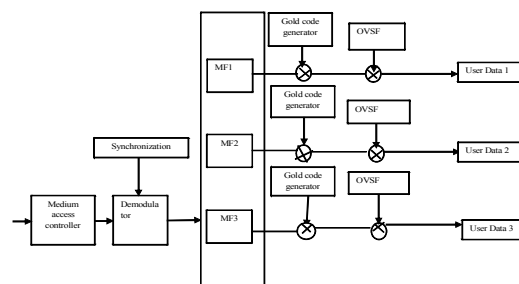 Gold code
generator
OVSF
MF1
User Data 1
Gold code
generator
OVSF
Synchronization
MF2
User Data 2
Gold code
generator
OVSF
Medium
access
controller
Demodula
tor
MF3
User Data 3